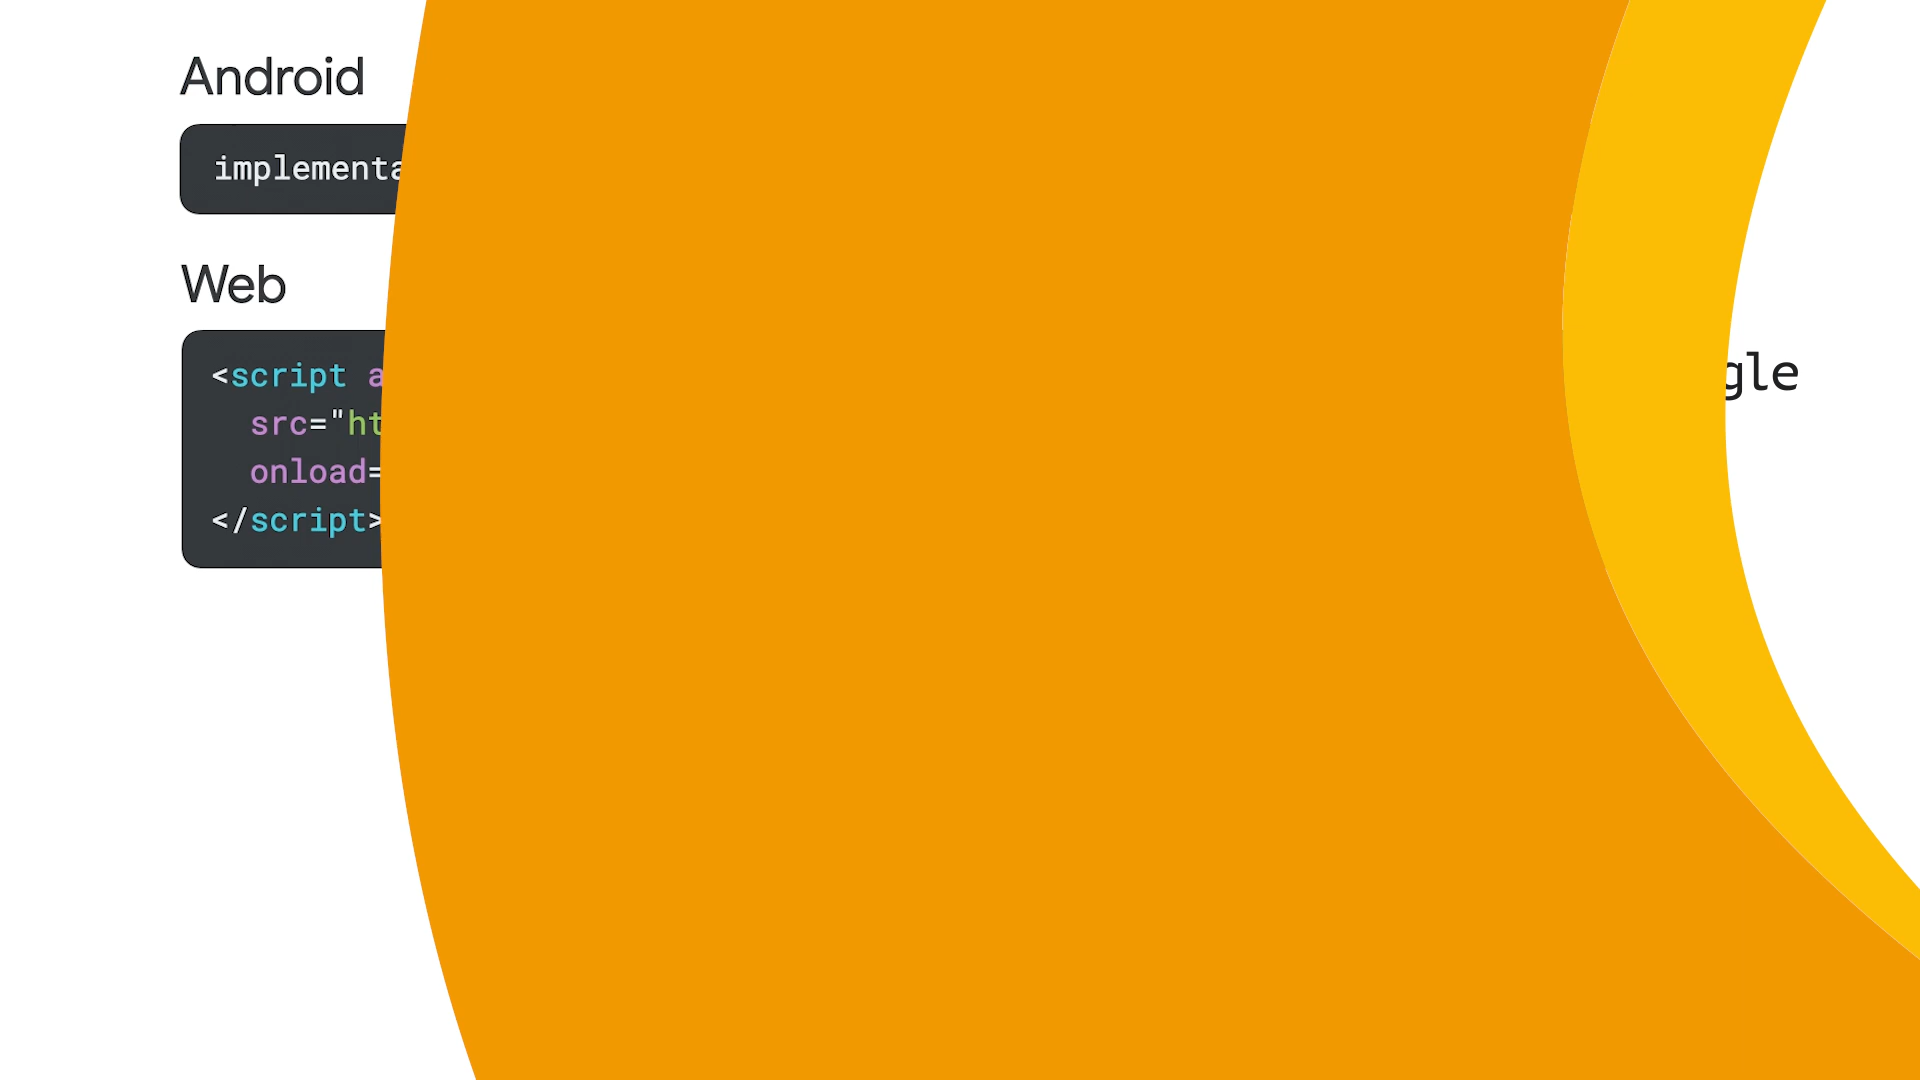 Android
implementa
Web
<script a
src="ht
onload=
</script>
gle